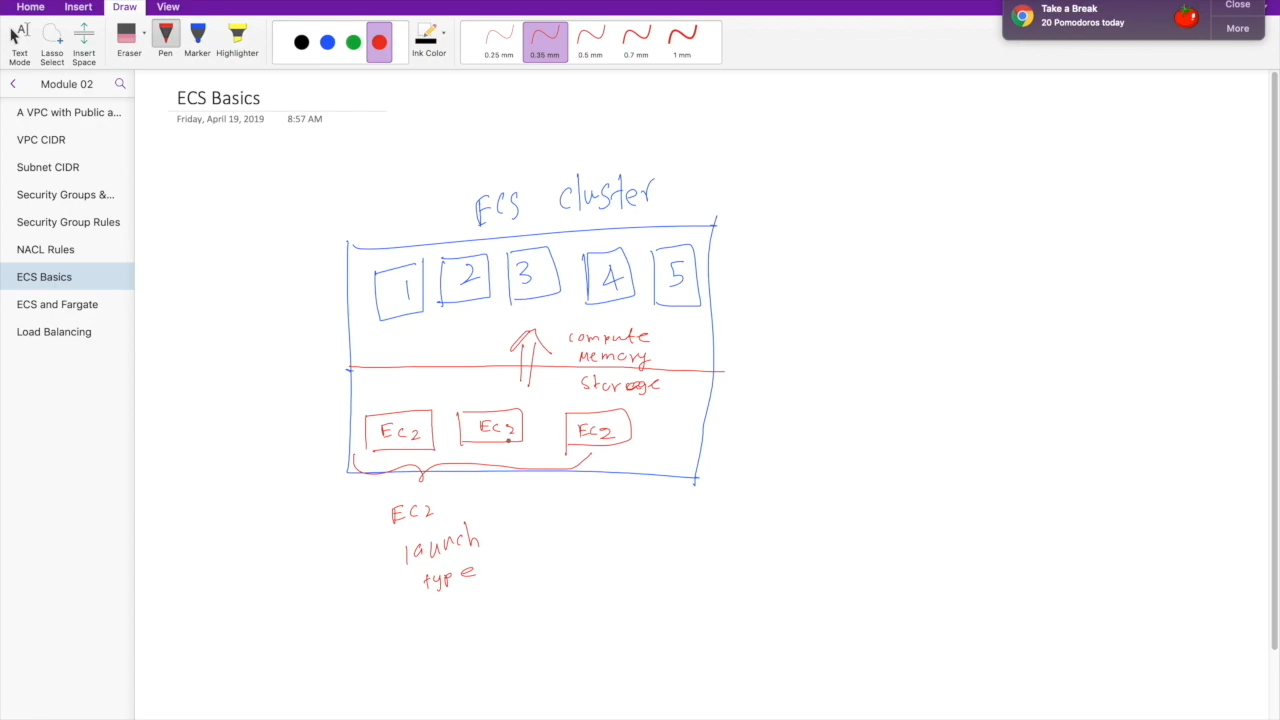 Home Insert Draw View
Take a Break
20 Pomodoros today
Close
More
Text Mode
Lasso Select
Insert Space
Eraser
Pen
Marker
Highlighter
Ink Color
0.25 mm
0.35 mm
0.5 mm
0.7 mm
1 mm
Module 02
A VPC with Public a...
VPC CIDR
Subnet CIDR
Security Groups &...
Security Group Rules
NACL Rules
ECS Basics
ECS and Fargate
Load Balancing
ECS Basics
Friday, April 19, 2019 8:57 AM
ECS cluster
1 2 3 4 5
compute
Memory
storage
EC2 EC2 EC2
EC2
launch
type